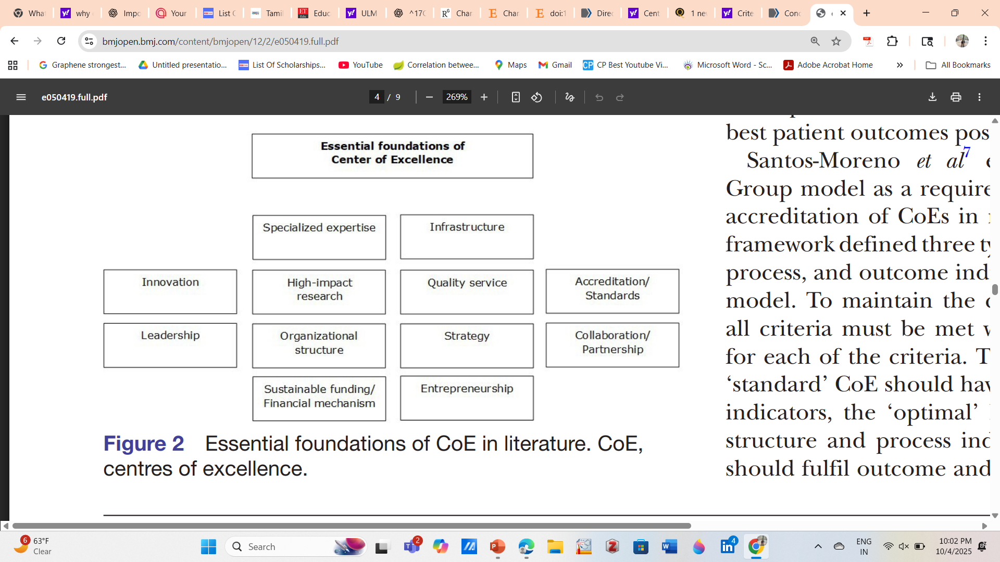 What
why
Impo
Your
List C
Tamil
Educ
ULM
^17O
Char
Char
doi:1
Direc
Cent
1 ne
Crite
Conc
bmjopen.bmj.com/content/bmjopen/12/2/e050419.full.pdf
Graphene strongest...
Untitled presentatio...
List Of Scholarships...
YouTube
Correlation betwee...
Maps
Gmail
CP Best Youtube Vi...
Microsoft Word - Sc...
Adobe Acrobat Home
All Bookmarks
e050419.full.pdf
4 / 9
269%
Essential foundations of
Center of Excellence
Specialized expertise
Infrastructure
Innovation
High-impact
research
Quality service
Accreditation/
Standards
Leadership
Organizational
structure
Strategy
Collaboration/
Partnership
Sustainable funding/
Financial mechanism
Entrepreneurship
Figure 2 Essential foundations of CoE in literature. CoE,
centres of excellence.
best patient outcomes pos
Santos-Moreno et al7
Group model as a require
accreditation of CoEs in
framework defined three ty
process, and outcome ind
model. To maintain the
all criteria must be met
for each of the criteria. T
‘standard’ CoE should hav
indicators, the ‘optimal’
structure and process ind
should fulfil outcome and
6
63°F
Clear
Search
2
4
ENG
IN
10:02 PM
10/4/2025